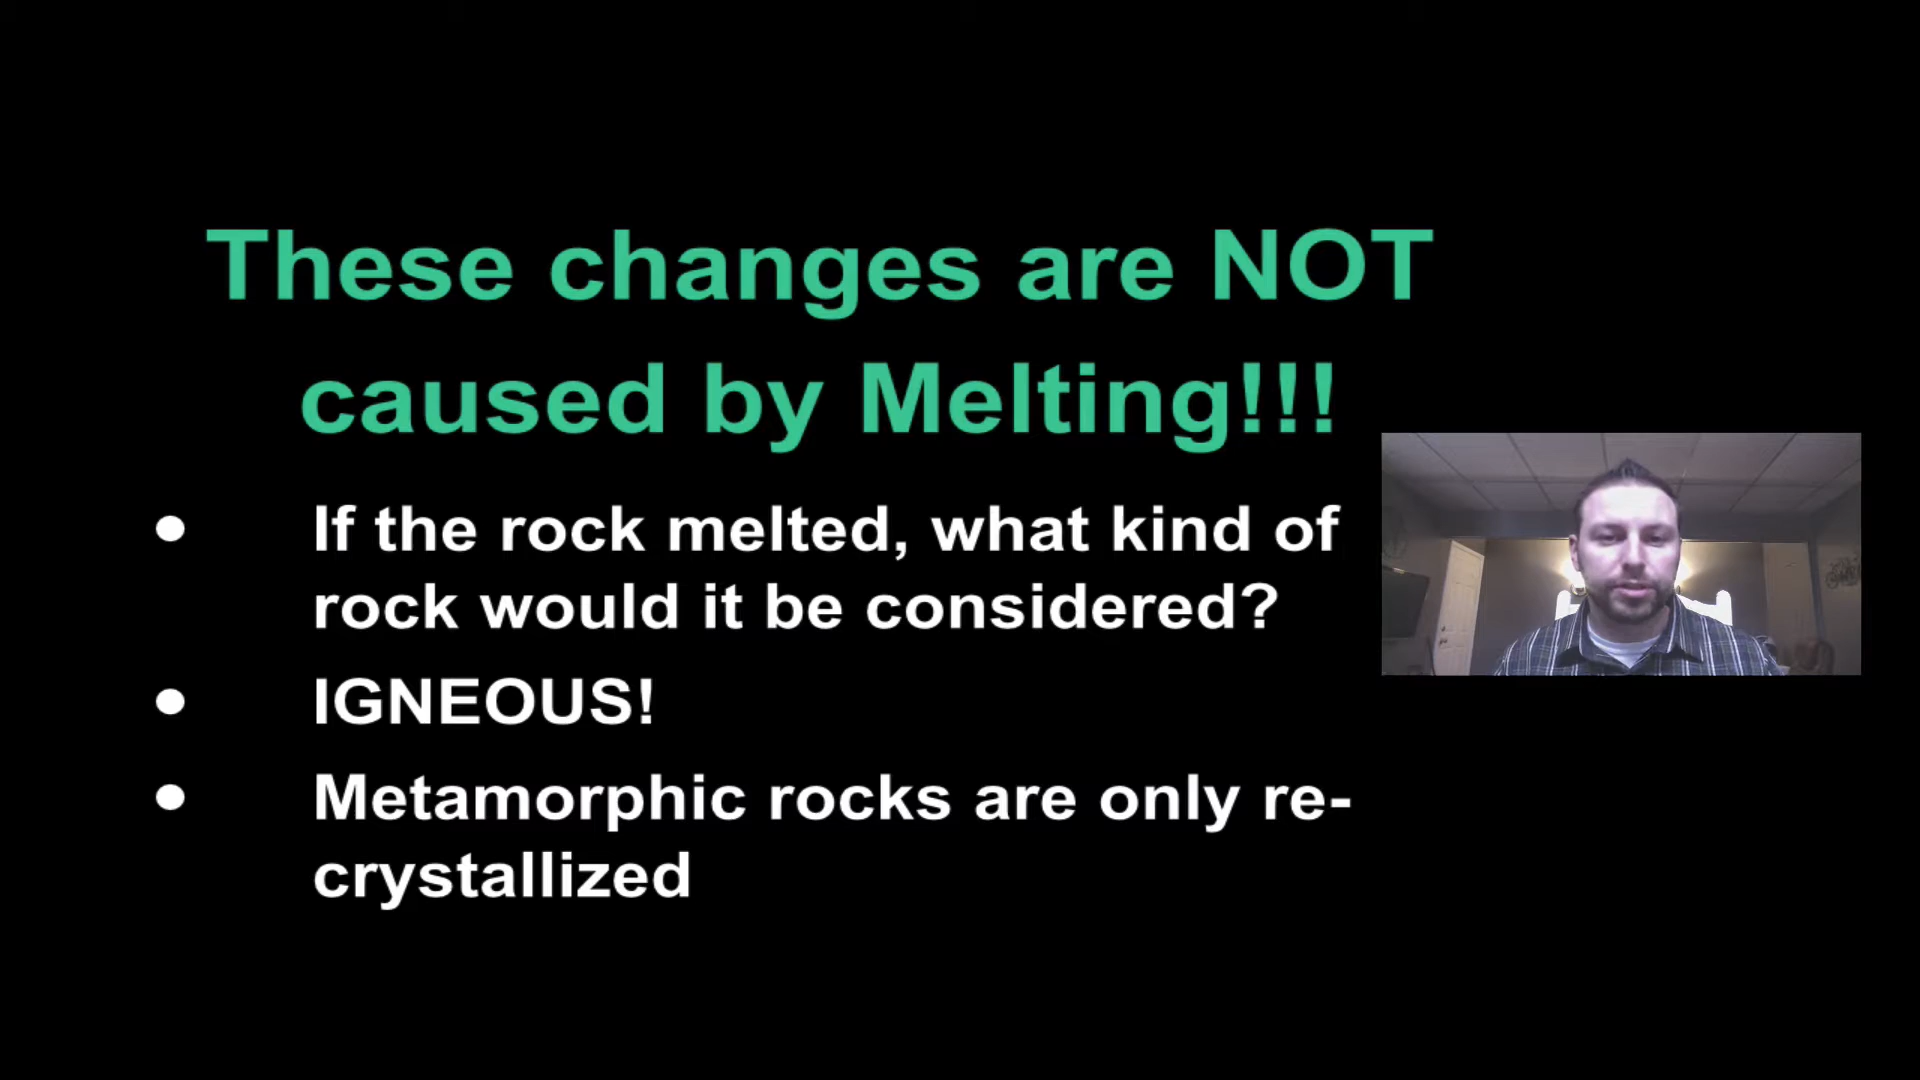 These changes are NOT
caused by Melting!!!
● If the rock melted, what kind of
rock would it be considered?
● IGNEOUS!
● Metamorphic rocks are only re-
crystallized